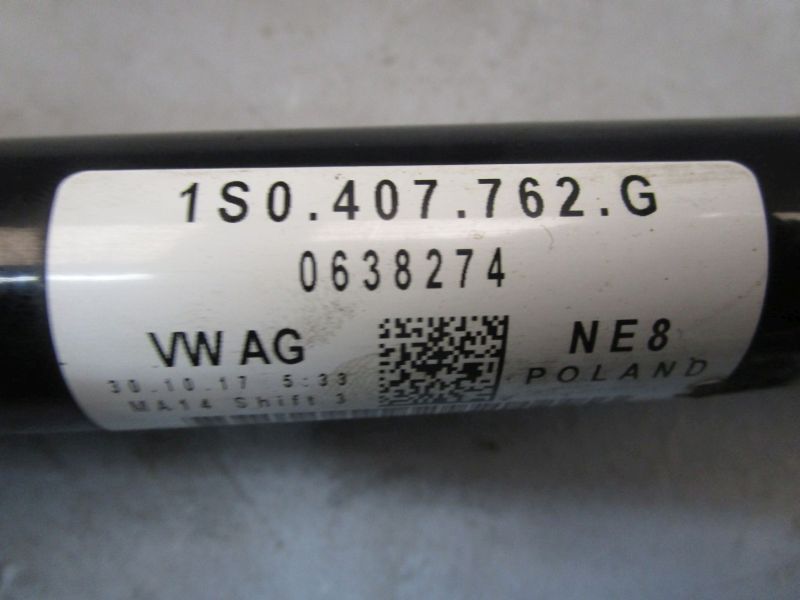 1S0.407.762.G
0638274
VW AG
NE8
30.10.17 5:33
POLAND
MA14 Shift 3